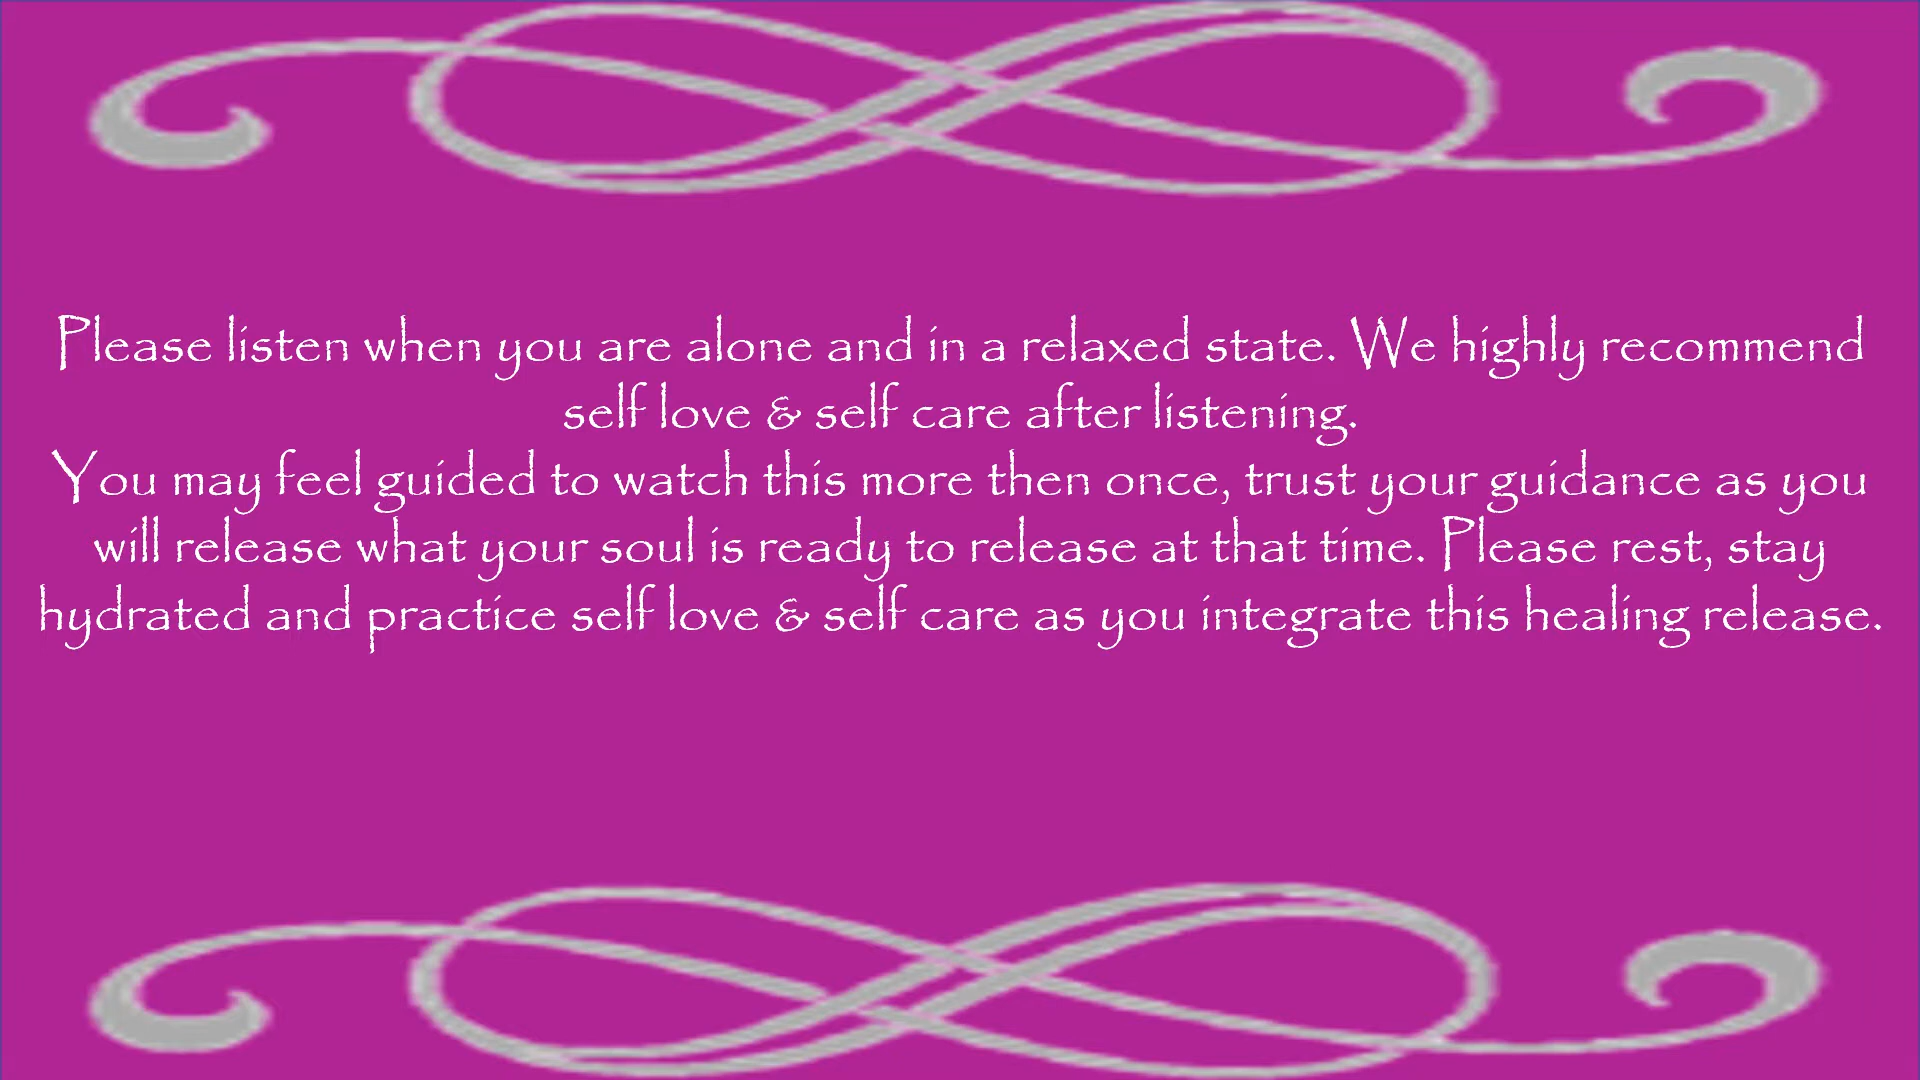 Please listen when you are alone and in a relaxed state. We highly recommend
self love & self care after listening.
You may feel guided to watch this more then once, trust your guidance as you
will release what your soul is ready to release at that time. Please rest, stay
hydrated and practice self love & self care as you integrate this healing release.